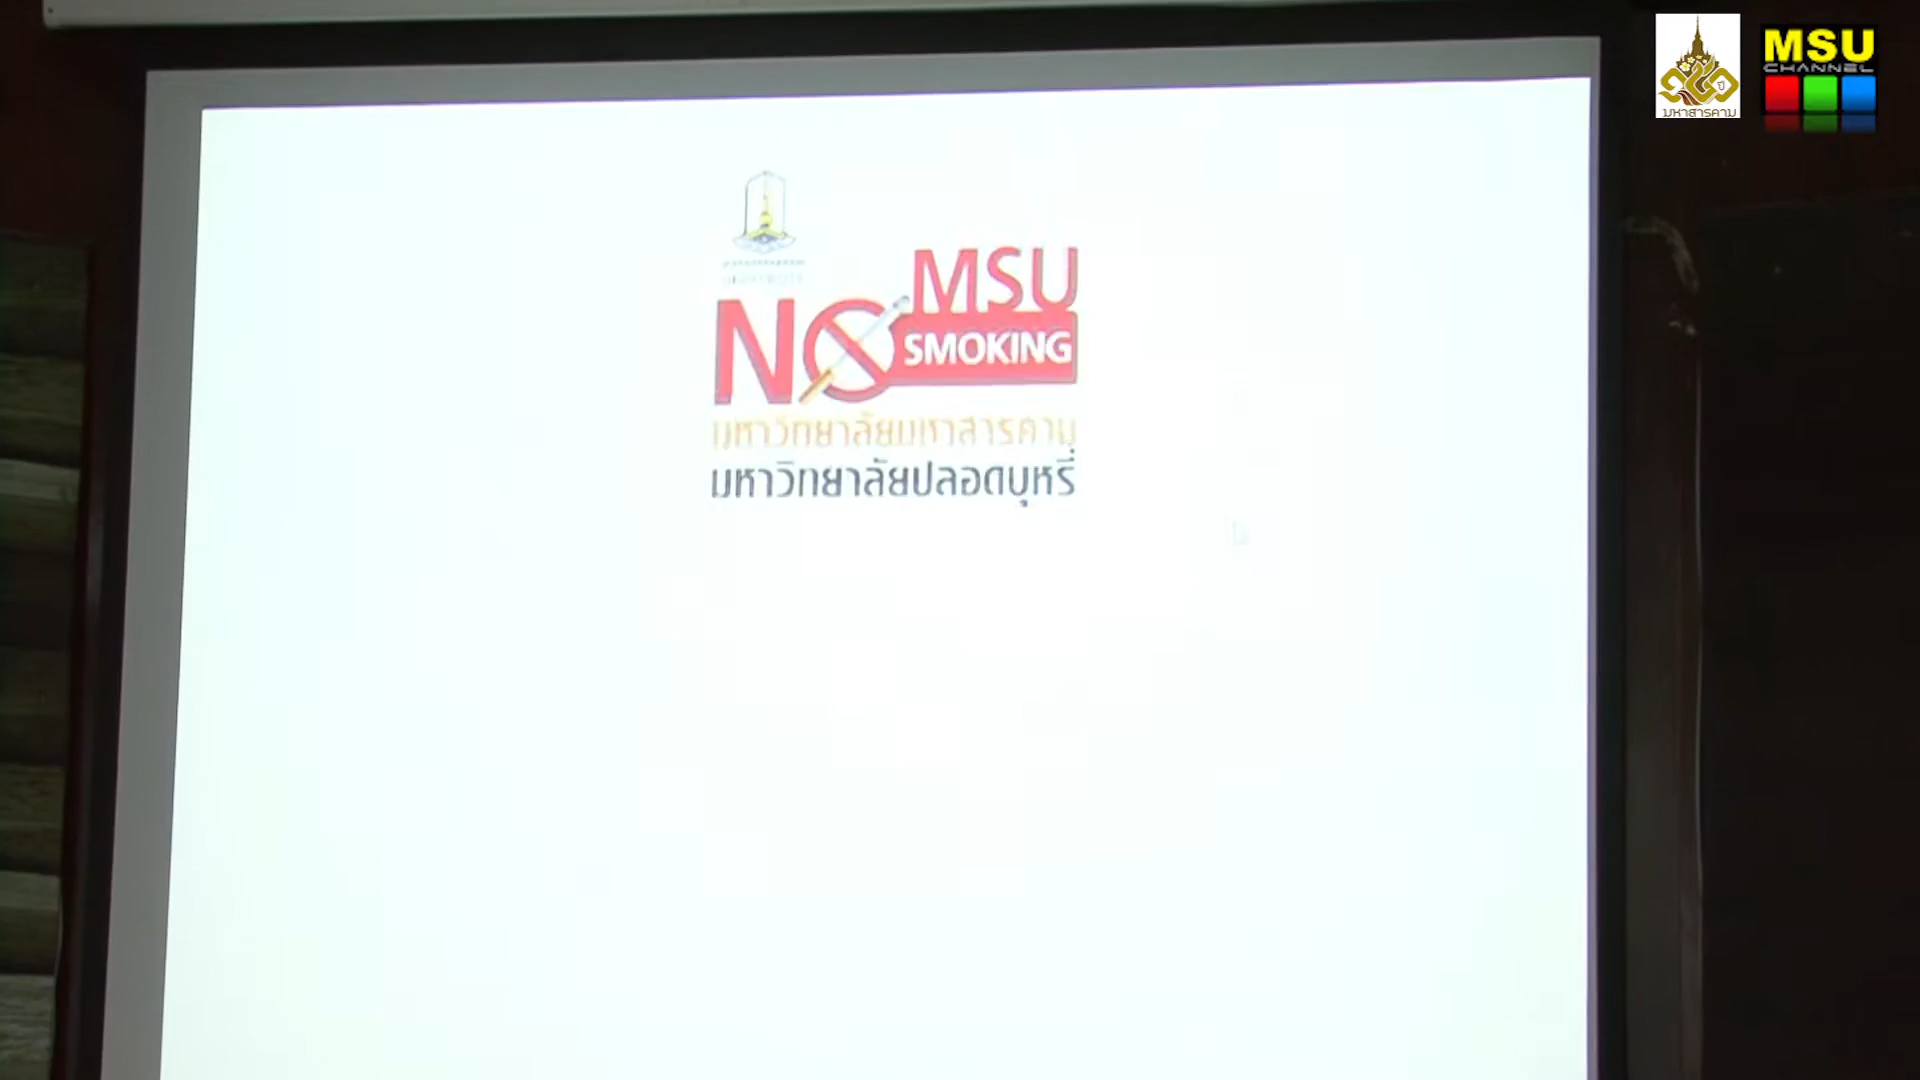 MSU
CHANNEL
มหาสารคาม
MSU
NO SMOKING
มหาวิทยาลัยมหาสารคาม
มหาวิทยาลัยปลอดบุหรี่